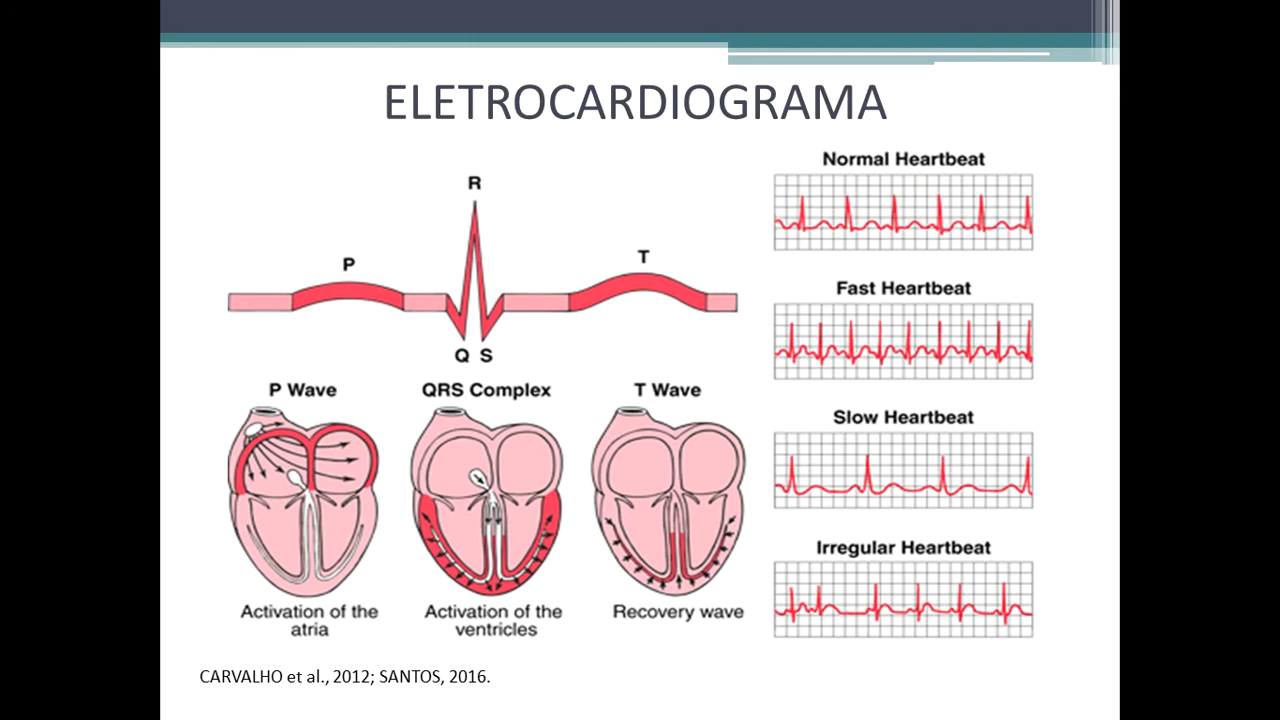 ELETROCARDIOGRAMA
R
P
T
Q S
P Wave
QRS Complex
T Wave
Activation of the
atria
Activation of the
ventricles
Recovery wave
Normal Heartbeat
Fast Heartbeat
Slow Heartbeat
Irregular Heartbeat
CARVALHO et al., 2012; SANTOS, 2016.